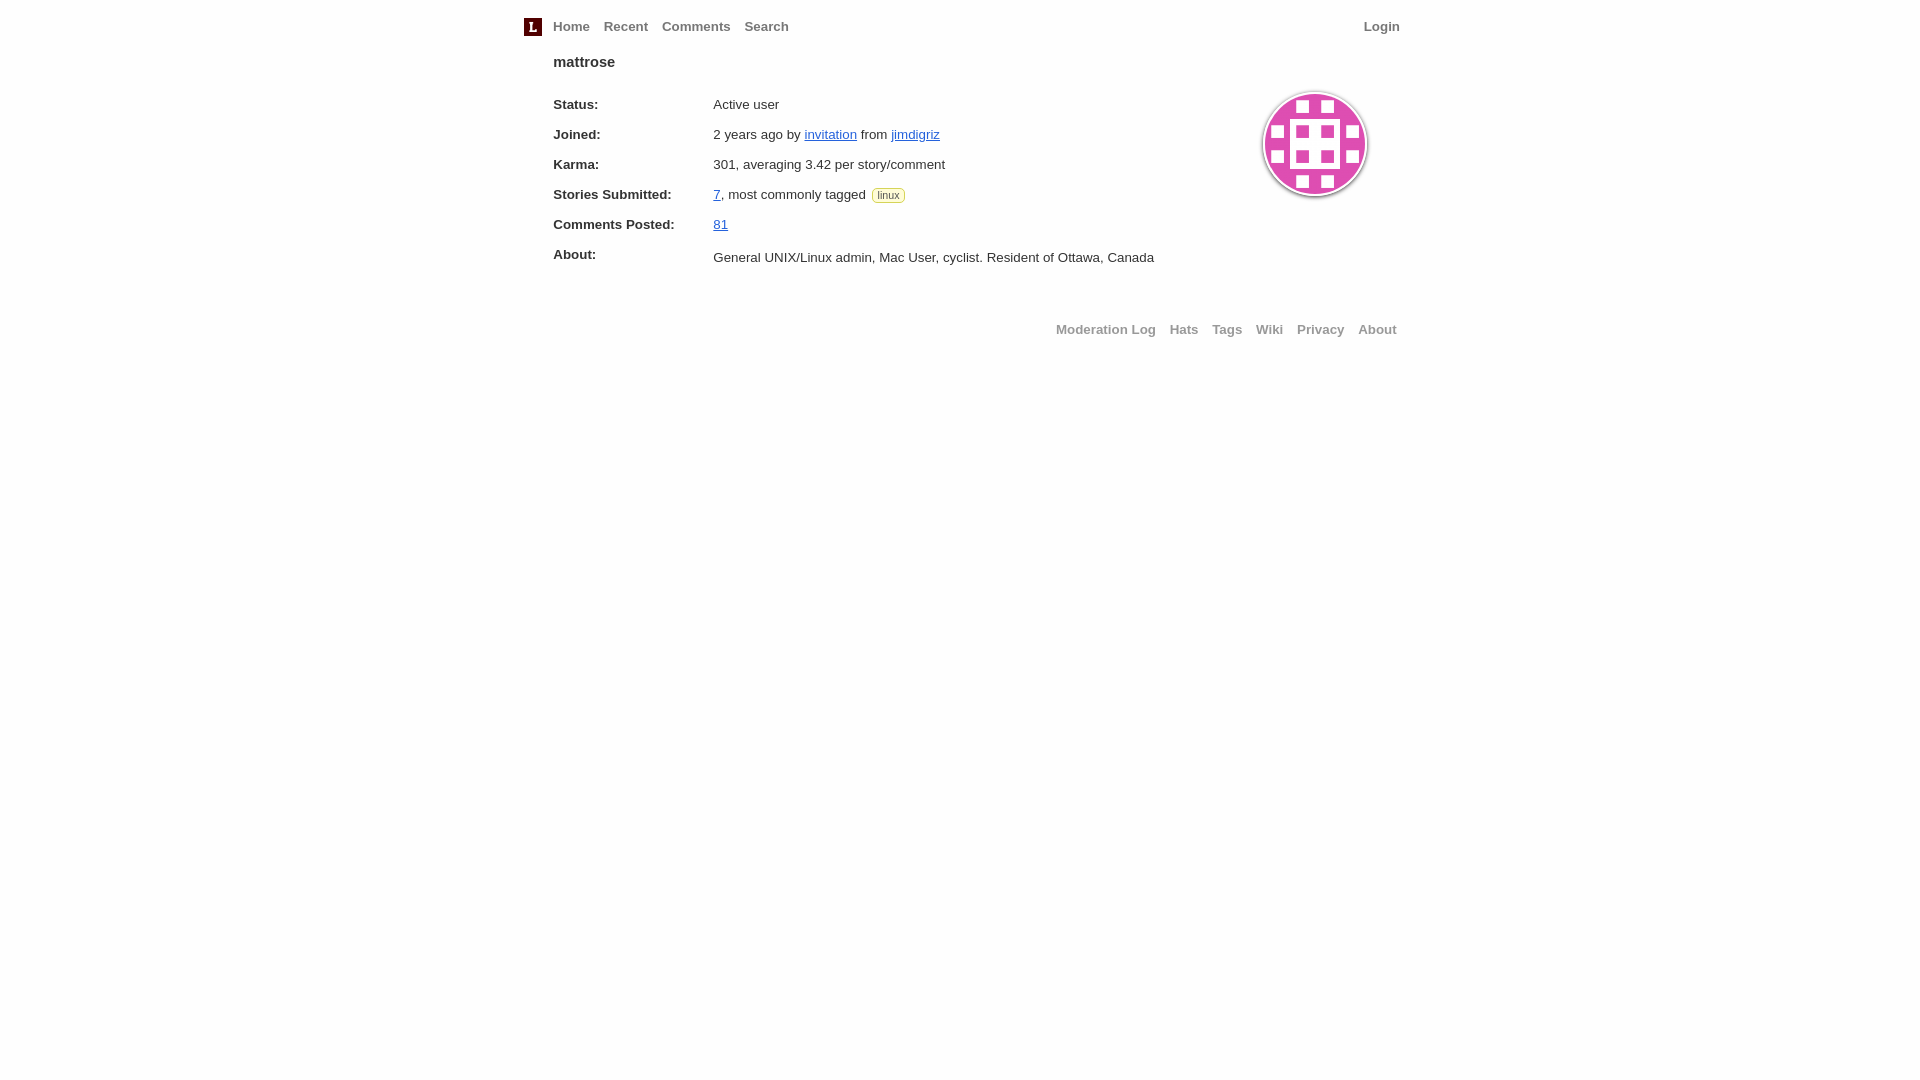 L Home Recent Comments Search Login
mattrose
Status: Active user
Joined: 2 years ago by invitation from jimdigriz
Karma: 301, averaging 3.42 per story/comment
Stories Submitted: 7, most commonly tagged linux
Comments Posted: 81
About: General UNIX/Linux admin, Mac User, cyclist. Resident of Ottawa, Canada
Moderation Log Hats Tags Wiki Privacy About